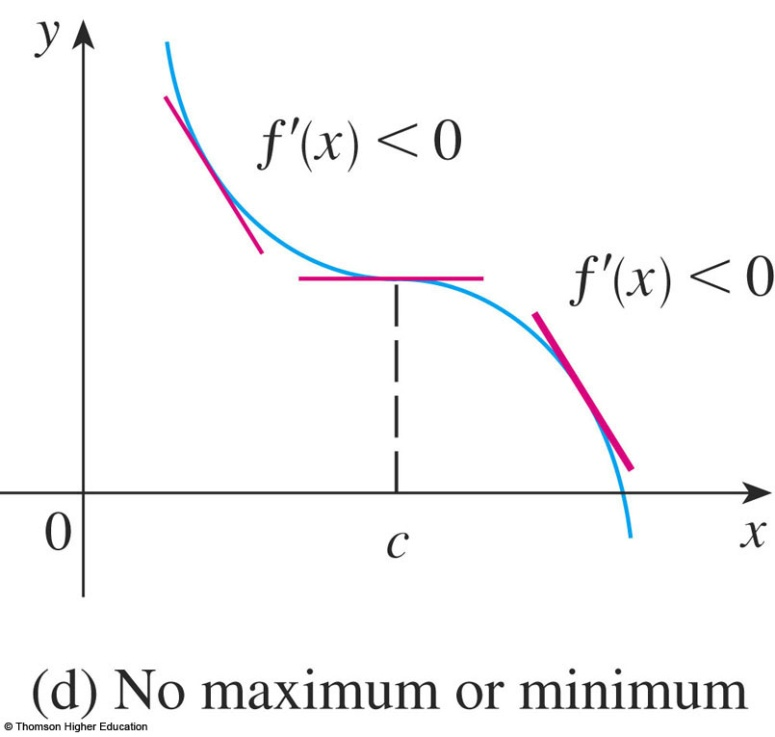 y
f′(x) < 0
f′(x) < 0
0
c
x
(d) No maximum or minimum
© Thomson Higher Education